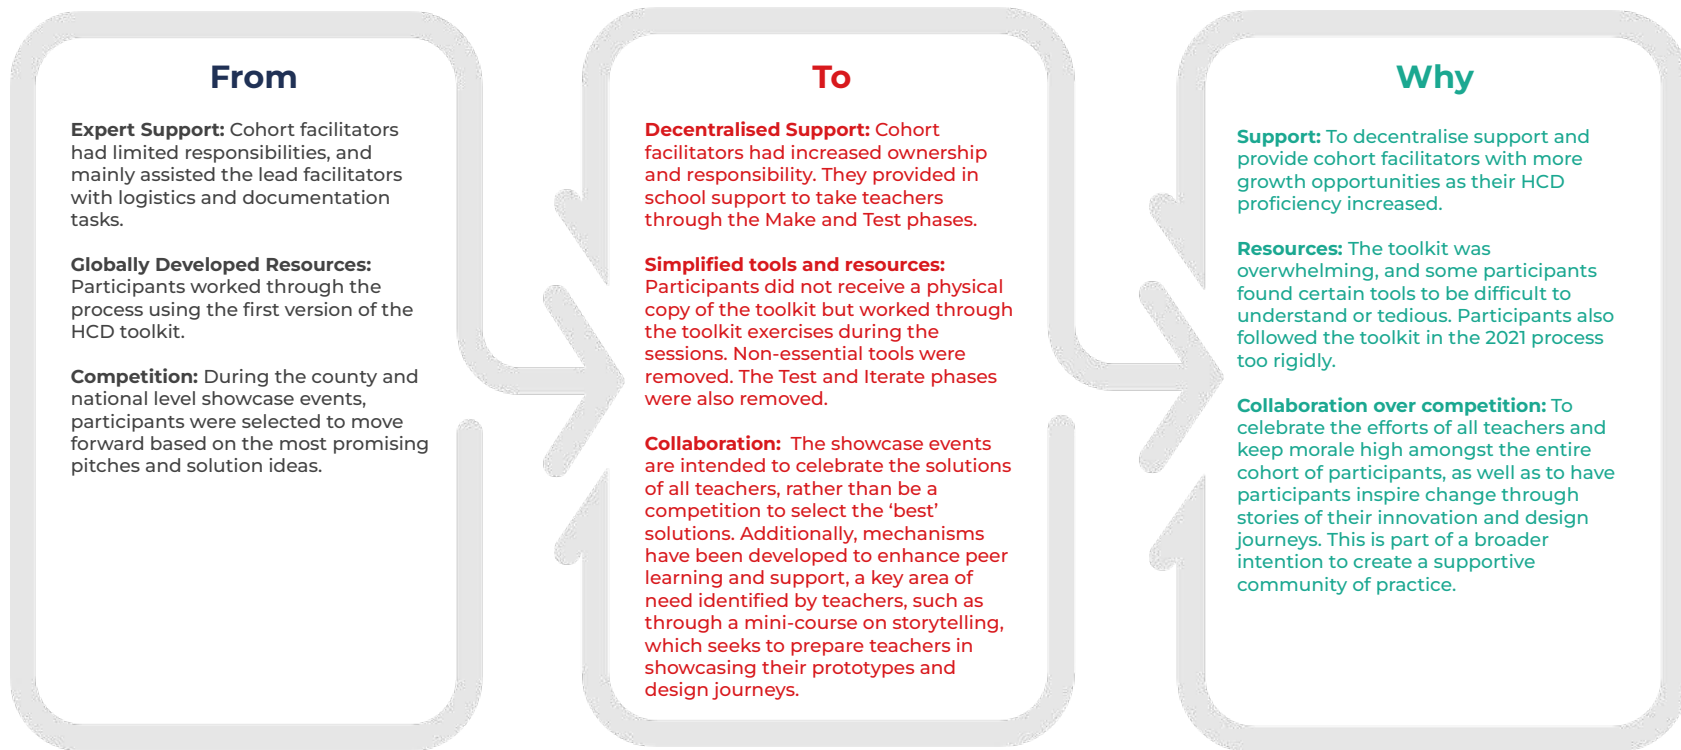 From
Expert Support: Cohort facilitators
had limited responsibilities, and
mainly assisted the lead facilitators
with logistics and documentation
tasks.
Globally Developed Resources:
Participants worked through the
process using the first version of the
HCD toolkit.
Competition: During the county and
national level showcase events,
participants were selected to move
forward based on the most promising
pitches and solution ideas.
To
Decentralised Support: Cohort
facilitators had increased ownership
and responsibility. They provided in
school support to take teachers
through the Make and Test phases.
Simplified tools and resources:
Participants did not receive a physical
copy of the toolkit but worked through
the toolkit exercises during the
sessions. Non-essential tools were
removed. The Test and Iterate phases
were also removed.
Collaboration: The showcase events
are intended to celebrate the solutions
of all teachers, rather than be a
competition to select the ‘best’
solutions. Additionally, mechanisms
have been developed to enhance peer
learning and support, a key area of
need identified by teachers, such as
through a mini-course on storytelling,
which seeks to prepare teachers in
showcasing their prototypes and
design journeys.
Why
Support: To decentralise support and
provide cohort facilitators with more
growth opportunities as their HCD
proficiency increased.
Resources: The toolkit was
overwhelming, and some participants
found certain tools to be difficult to
understand or tedious. Participants also
followed the toolkit in the 2021 process
too rigidly.
Collaboration over competition: To
celebrate the efforts of all teachers and
keep morale high amongst the entire
cohort of participants, as well as to have
participants inspire change through
stories of their innovation and design
journeys. This is part of a broader
intention to create a supportive
community of practice.